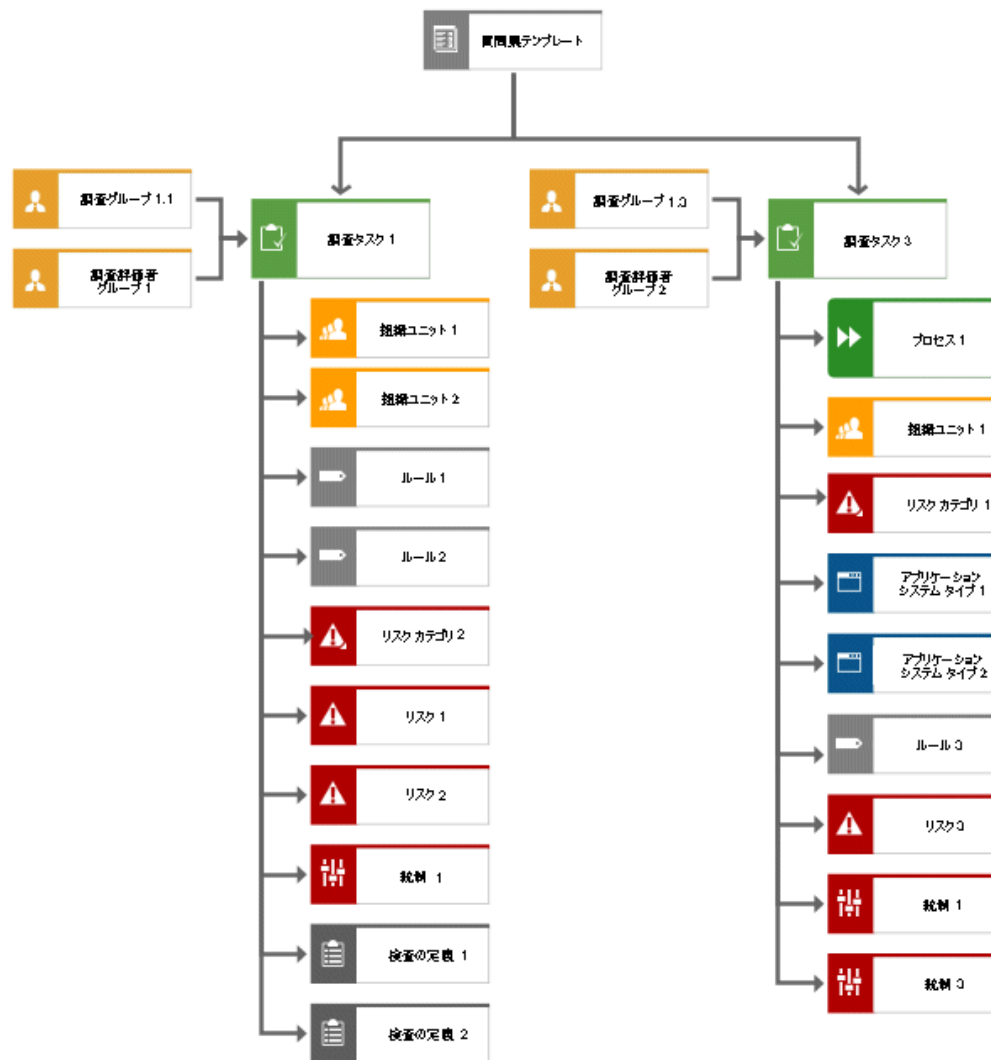 質問票テンプレート
調査グループ 1.1
調査評価者
グループ 1
調査タスク 1
組織ユニット 1
組織ユニット 2
ルール 1
ルール 2
リスク カテゴリ 2
リスク 1
リスク 2
統制 1
検査の定義 1
検査の定義 2
調査グループ 1.3
調査評価者
グループ 2
調査タスク 3
プロセス 1
組織ユニット 1
リスク カテゴリ 1
アプリケーション
システム タイプ 1
アプリケーション
システム タイプ 2
ルール 3
リスク 3
統制 1
統制 3